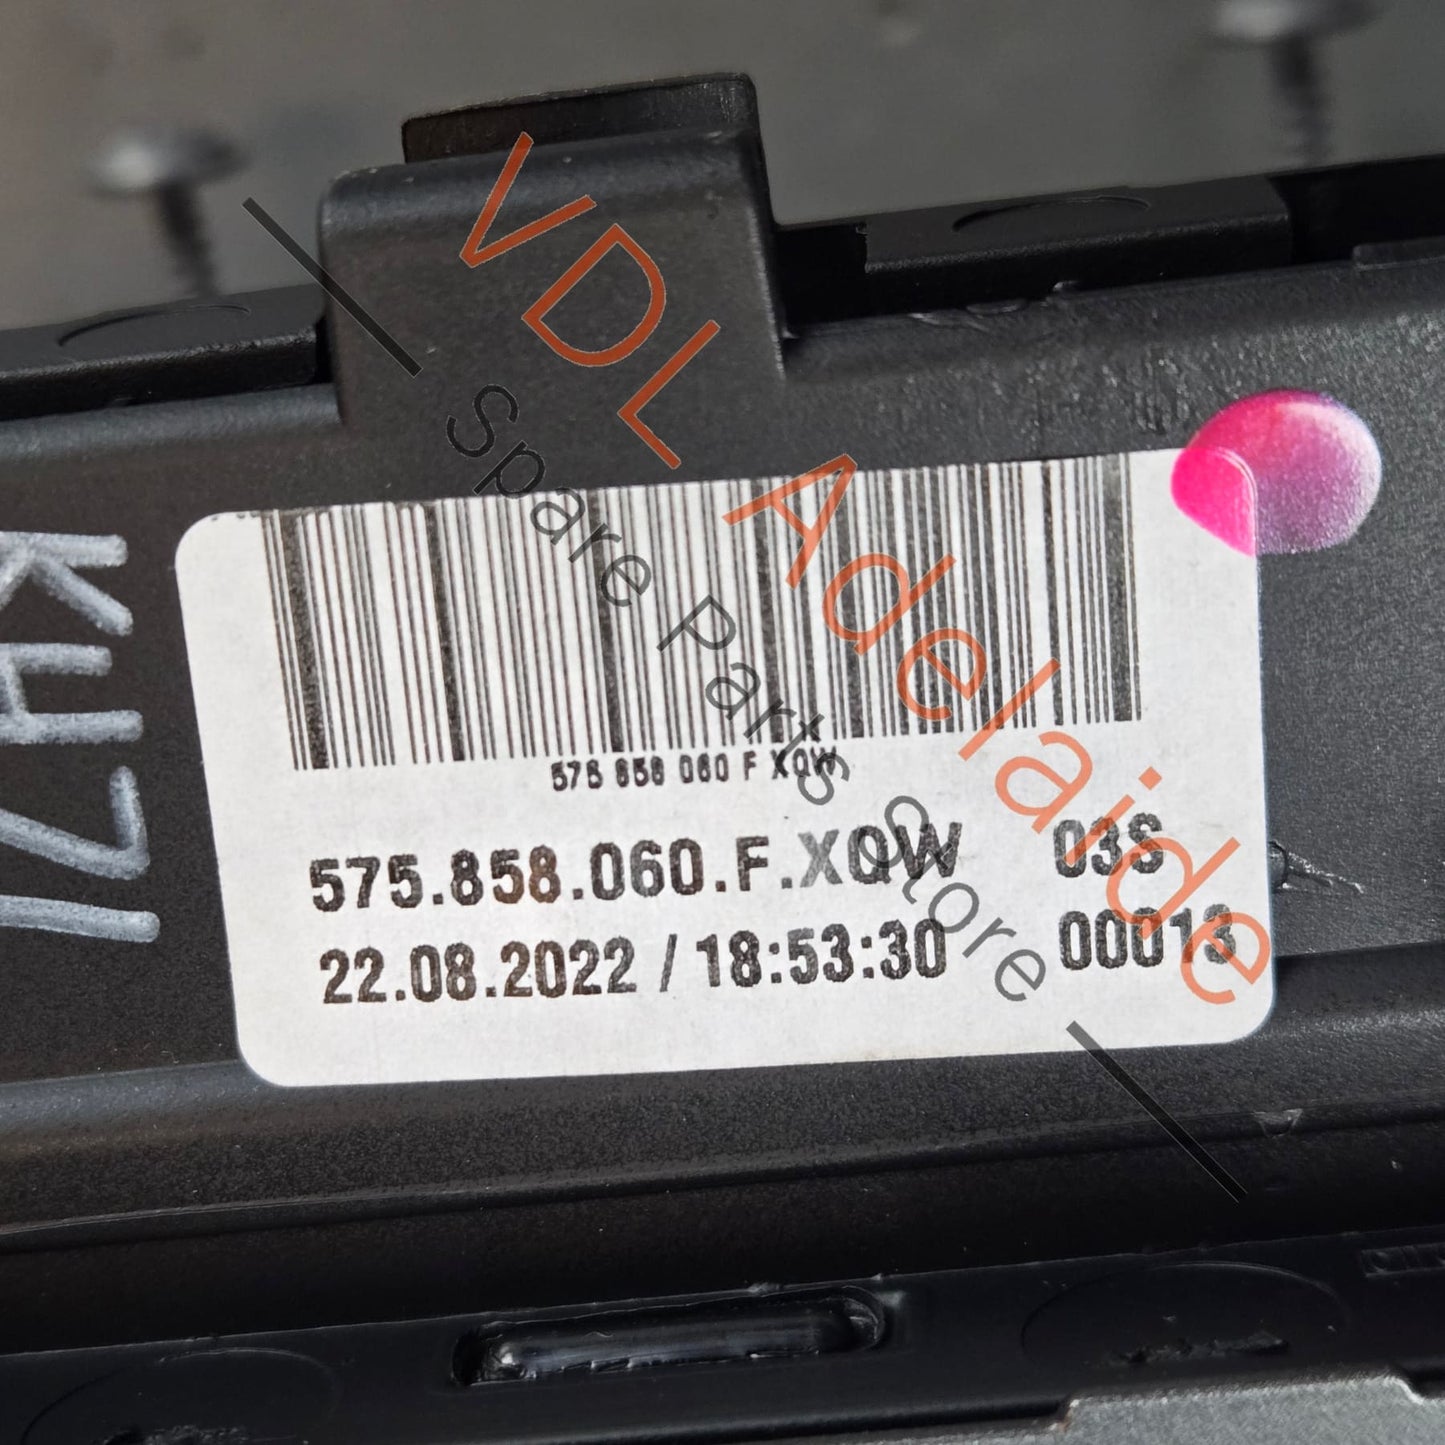 VDL Adelaide
Spare Parts Store
KH71
575 858 060 F XQW
575.858.060.F.XQW 03S
22.08.2022 / 18:53:30 00013